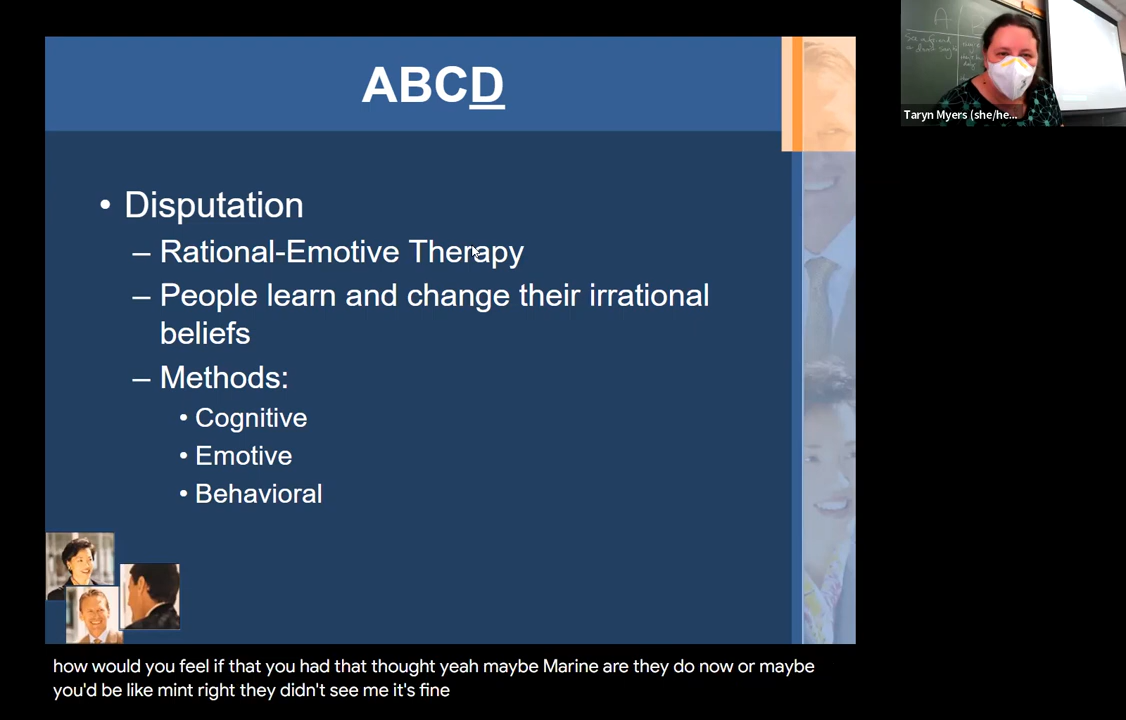 ABCD
• Disputation
– Rational-Emotive Therapy
– People learn and change their irrational
beliefs
– Methods:
• Cognitive
• Emotive
• Behavioral
A
Taryn Myers (she/he...
how would you feel if that you had that thought yeah maybe Marine are they do now or maybe
you'd be like mint right they didn't see me it's fine